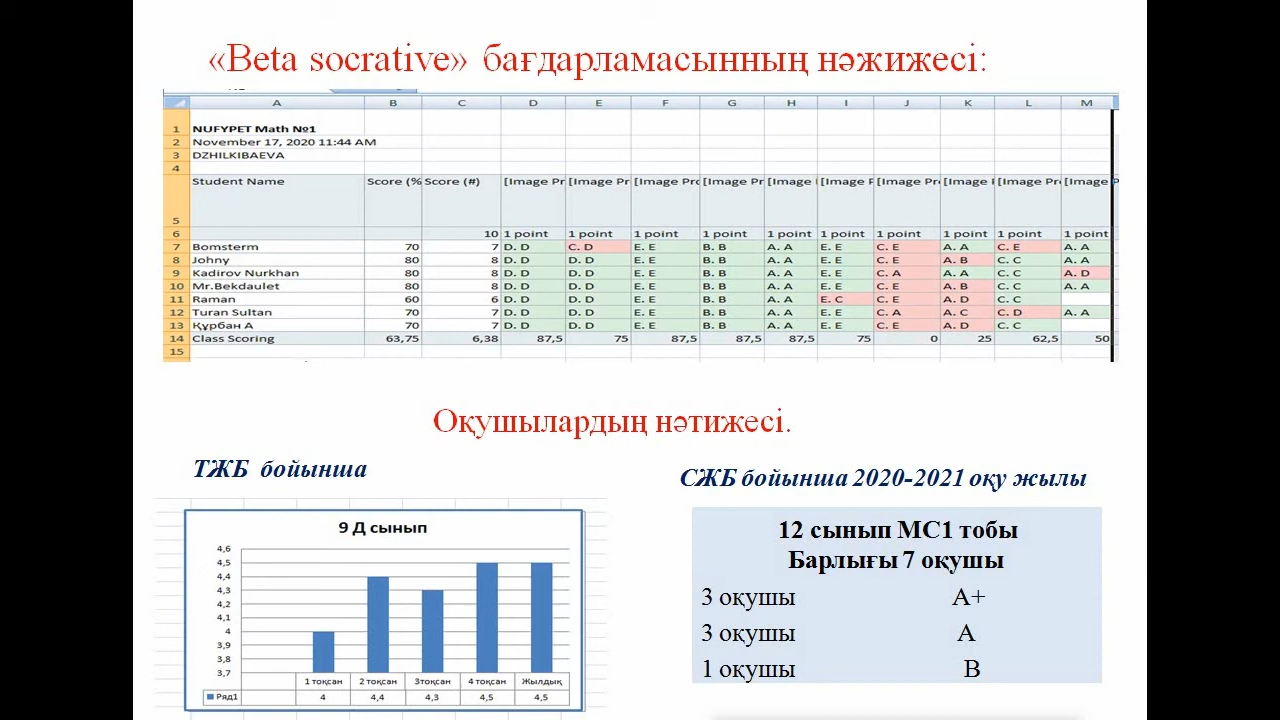 «Beta socrative» бағдарламасынның нәжижесі:
A B C D E F G H I J K L M
1 NUFYPET Math №1
2 November 17, 2020 11:44 AM
3 DZHILKIBAEVA
4
5 Student Name Score (% Score (#) [Image Pr [Image Pr [Image Pro [Image Pr [Image I [Image F [Image Pro [Image I [Image Pro [Image P
6 10 1 point 1 point 1 point 1 point 1 point 1 point 1 point 1 point 1 point 1 point
7 Bomsterm 70 7 D. D C. D E. E B. B A. A E. E C. E A. A C. E A. A
8 Johny 80 8 D. D D. D E. E B. B A. A E. E C. E A. B C. C A. A
9 Kadirov Nurkhan 80 8 D. D D. D E. E B. B A. A E. E C. A A. A C. C A. D
10 Mr.Bekdaulet 80 8 D. D D. D E. E B. B A. A E. E C. E A. B C. C A. A
11 Raman 60 6 D. D D. D E. E B. B A. A E. C C. E A. D C. C
12 Turan Sultan 70 7 D. D D. D E. E B. B A. A E. E C. A A. C C. D A. A
13 Құрбан А 70 7 D. D D. D E. E B. B A. A E. E C. E A. D C. C
14 Class Scoring 63,75 6,38 87,5 75 87,5 87,5 87,5 75 0 25 62,5 50
15
Оқушылардың нәтижесі.
ТЖБ бойынша
9 Д сынып
4,6
4,5
4,4
4,3
4,2
4,1
4
3,9
3,8
3,7
1 тоқсан 2 тоқсан 3тоқсан 4 тоқсан Жылдық
Ряд1 4 4,4 4,3 4,5 4,5
СЖБ бойынша 2020-2021 оқу жылы
12 сынып МС1 тобы
Барлығы 7 оқушы
3 оқушы А+
3 оқушы А
1 оқушы В